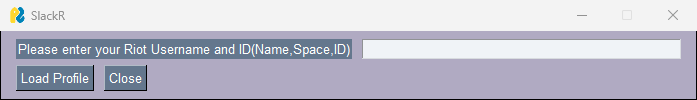 SlackR
Please enter your Riot Username and ID(Name,Space,ID)
Load Profile Close